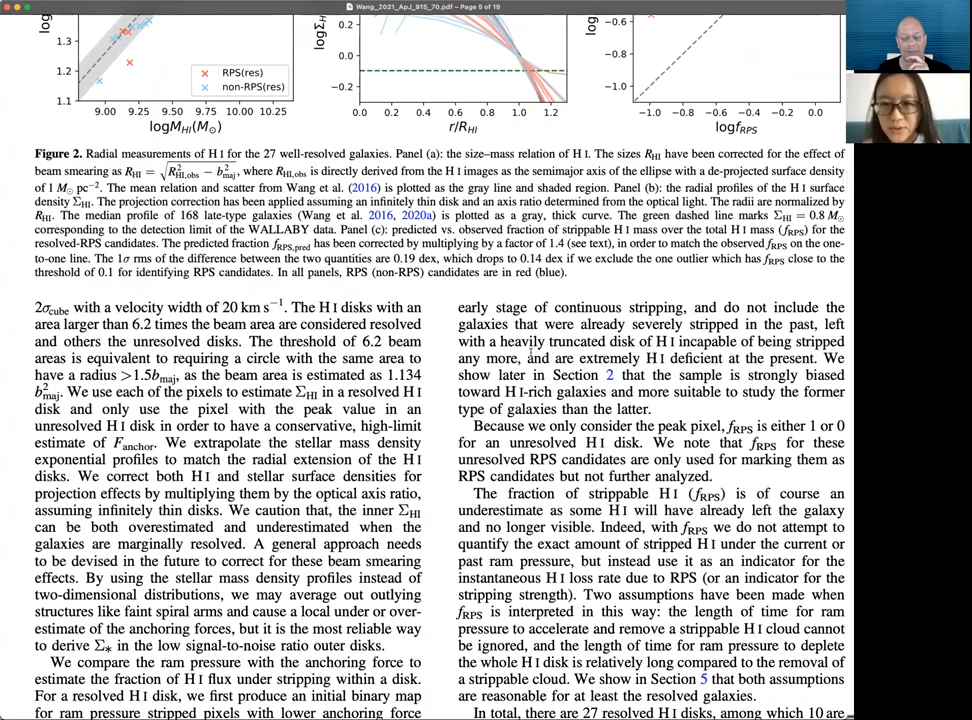 Wang_2021_ApJ_915_70.pdf – Page 5 of 19
log
1.3
1.2
1.1
9.00 9.25 9.50 9.75 10.00 10.25
logM_HI(M⊙)
RPS(res)
non-RPS(res)
logΣ_HI
0.2
0.0
−0.2
0.0 0.2 0.4 0.6 0.8 1.0 1.2
r/R_HI
log
−0.6
−0.8
−1.0
−1.0 −0.8 −0.6 −0.4 −0.2 0.0
logf_RPS
Figure 2. Radial measurements of H I for the 27 well-resolved galaxies. Panel (a): the size–mass relation of H I. The sizes R_HI have been corrected for the effect of
beam smearing as R_HI = √(R²_HI,obs − b²_maj), where R_HI,obs is directly derived from the H I images as the semimajor axis of the ellipse with a de-projected surface density
of 1 M⊙ pc⁻². The mean relation and scatter from Wang et al. (2016) is plotted as the gray line and shaded region. Panel (b): the radial profiles of the H I surface
density Σ_HI. The projection correction has been applied assuming an infinitely thin disk and an axis ratio determined from the optical light. The radii are normalized by
R_HI. The median profile of 168 late-type galaxies (Wang et al. 2016, 2020a) is plotted as a gray, thick curve. The green dashed line marks Σ_HI = 0.8 M⊙
corresponding to the detection limit of the WALLABY data. Panel (c): predicted vs. observed fraction of strippable H I mass over the total H I mass (f_RPS) for the
resolved-RPS candidates. The predicted fraction f_RPS,pred has been corrected by multiplying by a factor of 1.4 (see text), in order to match the observed f_RPS on the one-
to-one line. The 1σ rms of the difference between the two quantities are 0.19 dex, which drops to 0.14 dex if we exclude the one outlier which has f_RPS close to the
threshold of 0.1 for identifying RPS candidates. In all panels, RPS (non-RPS) candidates are in red (blue).
2σ_cube with a velocity width of 20 km s⁻¹. The H I disks with an
area larger than 6.2 times the beam area are considered resolved
and others the unresolved disks. The threshold of 6.2 beam
areas is equivalent to requiring a circle with the same area to
have a radius >1.5b_maj, as the beam area is estimated as 1.134
b²_maj. We use each of the pixels to estimate Σ_HI in a resolved H I
disk and only use the pixel with the peak value in an
unresolved H I disk in order to have a conservative, high-limit
estimate of F_anchor. We extrapolate the stellar mass density
exponential profiles to match the radial extension of the H I
disks. We correct both H I and stellar surface densities for
projection effects by multiplying them by the optical axis ratio,
assuming infinitely thin disks. We caution that, the inner Σ_HI
can be both overestimated and underestimated when the
galaxies are marginally resolved. A general approach needs
to be devised in the future to correct for these beam smearing
effects. By using the stellar mass density profiles instead of
two-dimensional distributions, we may average out outlying
structures like faint spiral arms and cause a local under or over-
estimate of the anchoring forces, but it is the most reliable way
to derive Σ_* in the low signal-to-noise ratio outer disks.
We compare the ram pressure with the anchoring force to
estimate the fraction of H I flux under stripping within a disk.
For a resolved H I disk, we first produce an initial binary map
for ram pressure stripped pixels with lower anchoring force
early stage of continuous stripping, and do not include the
galaxies that were already severely stripped in the past, left
with a heavily truncated disk of H I incapable of being stripped
any more, and are extremely H I deficient at the present. We
show later in Section 2 that the sample is strongly biased
toward H I-rich galaxies and more suitable to study the former
type of galaxies than the latter.
Because we only consider the peak pixel, f_RPS is either 1 or 0
for an unresolved H I disk. We note that f_RPS for these
unresolved RPS candidates are only used for marking them as
RPS candidates but not further analyzed.
The fraction of strippable H I (f_RPS) is of course an
underestimate as some H I will have already left the galaxy
and no longer visible. Indeed, with f_RPS we do not attempt to
quantify the exact amount of stripped H I under the current or
past ram pressure, but instead use it as an indicator for the
instantaneous H I loss rate due to RPS (or an indicator for the
stripping strength). Two assumptions have been made when
f_RPS is interpreted in this way: the length of time for ram
pressure to accelerate and remove a strippable H I cloud cannot
be ignored, and the length of time for ram pressure to deplete
the whole H I disk is relatively long compared to the removal of
a strippable cloud. We show in Section 5 that both assumptions
are reasonable for at least the resolved galaxies.
In total, there are 27 resolved H I disks, among which 10 are